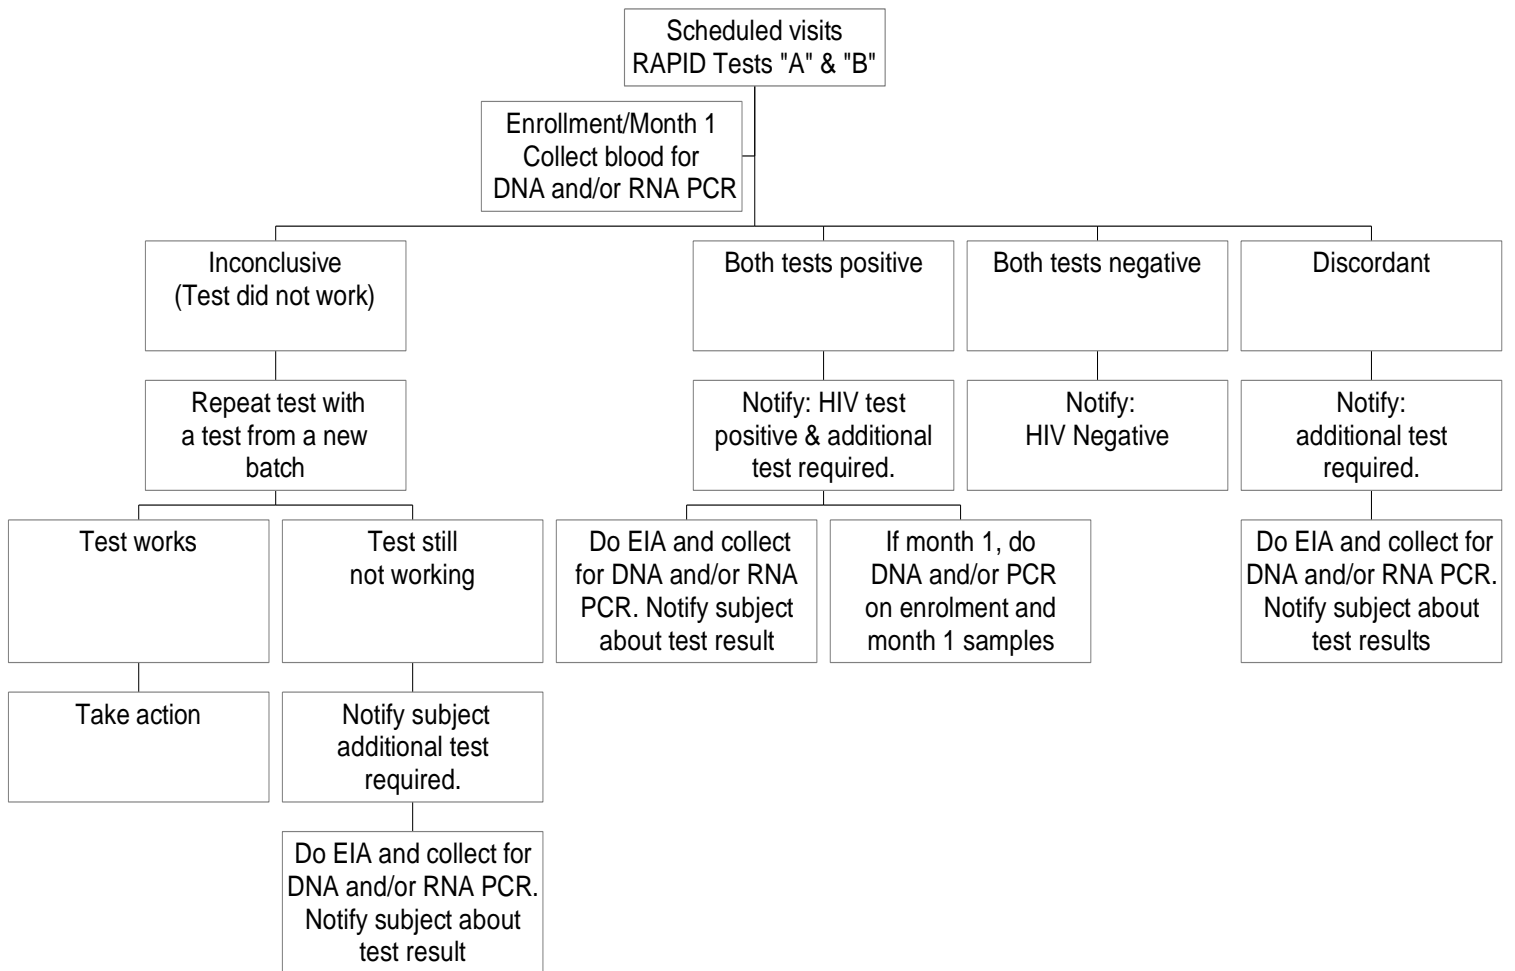 Scheduled visits
RAPID Tests "A" & "B"
Enrollment/Month 1
Collect blood for
DNA and/or RNA PCR
Inconclusive
(Test did not work)
Both tests positive
Both tests negative
Discordant
Repeat test with
a test from a new
batch
Notify: HIV test
positive & additional
test required.
Notify:
HIV Negative
Notify:
additional test
required.
Test works
Test still
not working
Do EIA and collect
for DNA and/or RNA
PCR. Notify subject
about test result
If month 1, do
DNA and/or PCR
on enrolment and
month 1 samples
Do EIA and collect for
DNA and/or RNA PCR.
Notify subject about
test results
Take action
Notify subject
additional test
required.
Do EIA and collect for
DNA and/or RNA PCR.
Notify subject about
test result